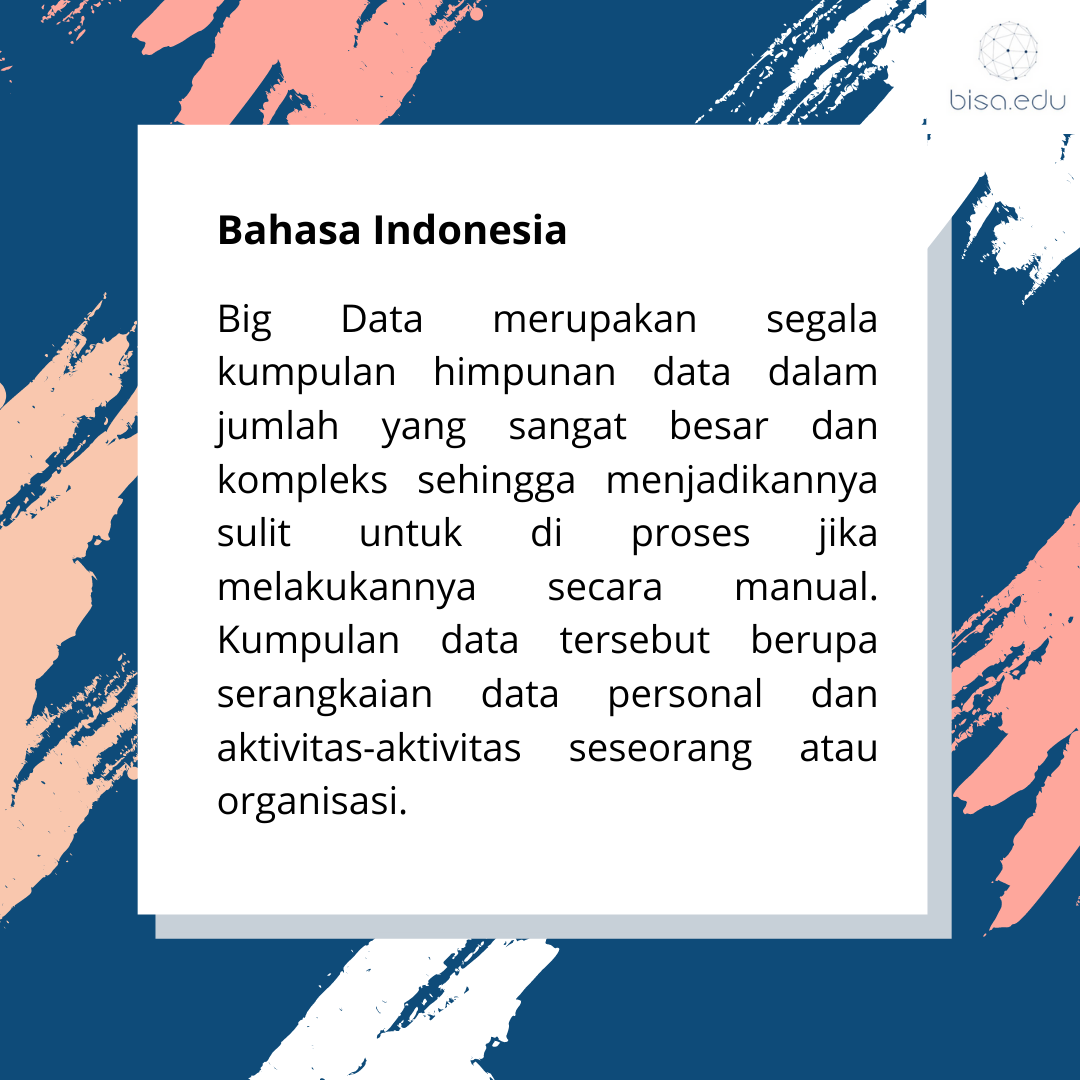 bisa.edu
Bahasa Indonesia
Big Data merupakan segala
kumpulan himpunan data dalam
jumlah yang sangat besar dan
kompleks sehingga menjadikannya
sulit untuk di proses jika
melakukannya secara manual.
Kumpulan data tersebut berupa
serangkaian data personal dan
aktivitas-aktivitas seseorang atau
organisasi.